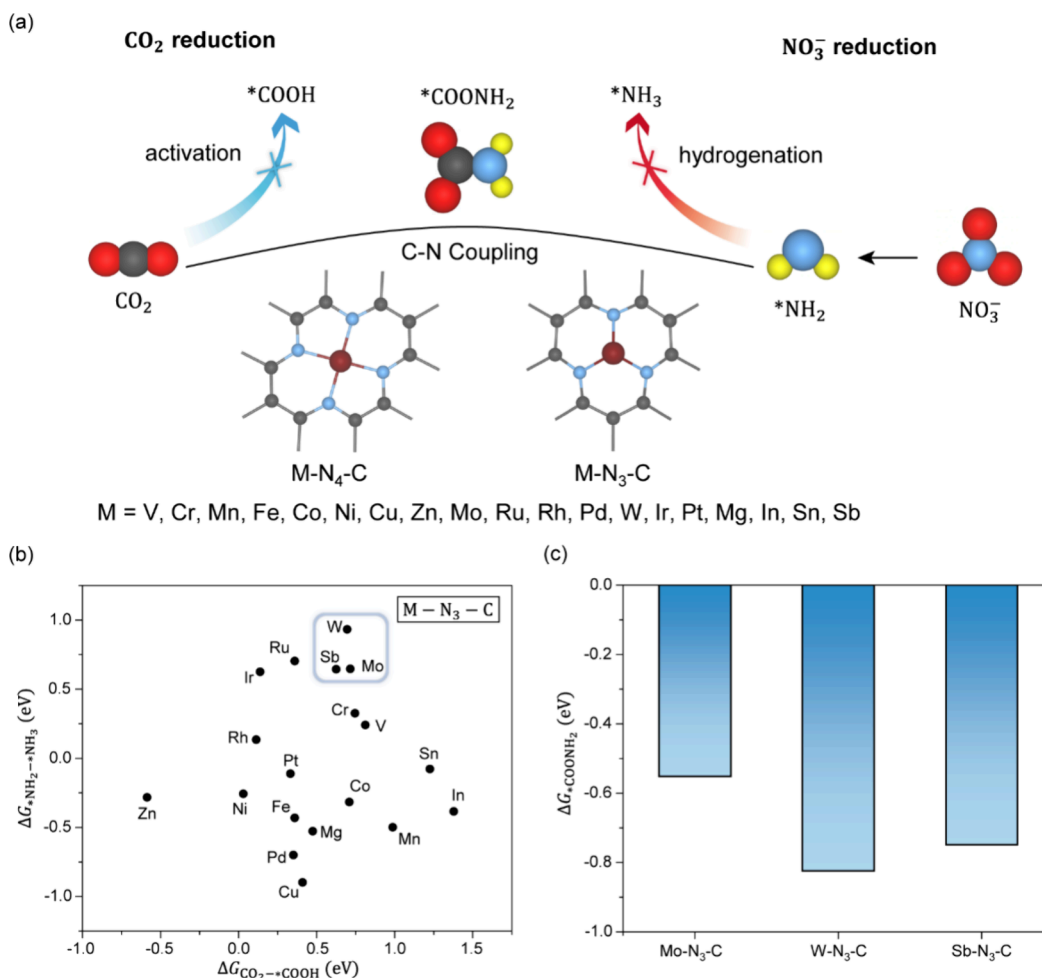 (a)
CO₂ reduction
NO₃⁻ reduction
*COOH
*COONH₂
*NH₃
activation
hydrogenation
C-N Coupling
CO₂
*NH₂
NO₃⁻
M-N₄-C
M-N₃-C
M = V, Cr, Mn, Fe, Co, Ni, Cu, Zn, Mo, Ru, Rh, Pd, W, Ir, Pt, Mg, In, Sn, Sb
(b)
M − N₃ − C
W
Sb
Mo
Ru
Ir
Cr
V
Rh
Pt
Sn
Zn
Ni
Fe
Co
In
Mg
Mn
Pd
Cu
1.0
0.5
0.0
-0.5
-1.0
ΔG*NH₂−*NH₃ (eV)
-1.0
-0.5
0.0
0.5
1.0
1.5
ΔGCO₂−*COOH (eV)
(c)
0.0
-0.2
-0.4
-0.6
-0.8
-1.0
ΔG*COONH₂ (eV)
Mo-N₃-C
W-N₃-C
Sb-N₃-C